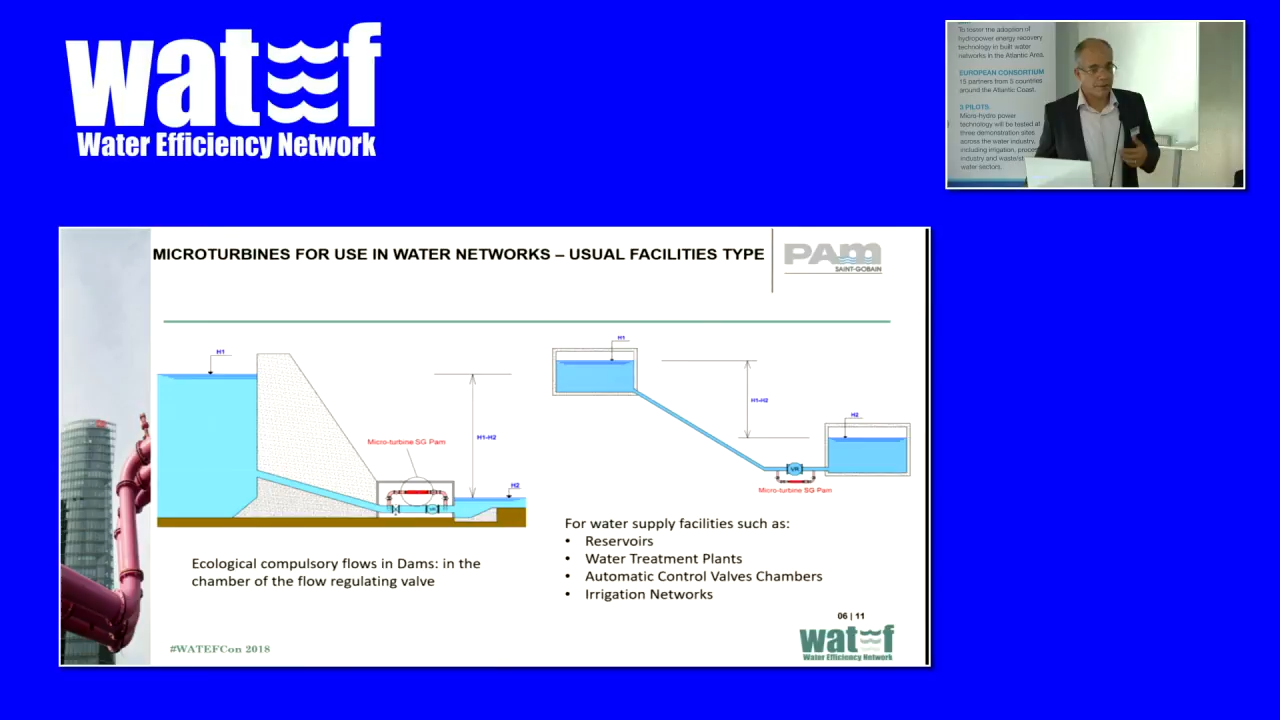 watef
Water Efficiency Network
To foster the adoption of
hydropower energy recovery
technology in built water
networks in the Atlantic Area.
EUROPEAN CONSORTIUM
15 partners from 5 countries
around the Atlantic Coast.
3 PILOTS
Micro-hydro power
technology will be tested at
three demonstration sites
across the water industry,
including irrigation, process
industry and
water sectors.
MICROTURBINES FOR USE IN WATER NETWORKS – USUAL FACILITIES TYPE
PAM
SAINT-GOBAIN
H1
H1-H2
Micro-turbine SG Pam
H2
H1
H1-H2
H2
VR
Micro-turbine SG Pam
Ecological compulsory flows in Dams: in the
chamber of the flow regulating valve
For water supply facilities such as:
• Reservoirs
• Water Treatment Plants
• Automatic Control Valves Chambers
• Irrigation Networks
06 | 11
#WATEFCon 2018
watef
Water Efficiency Network